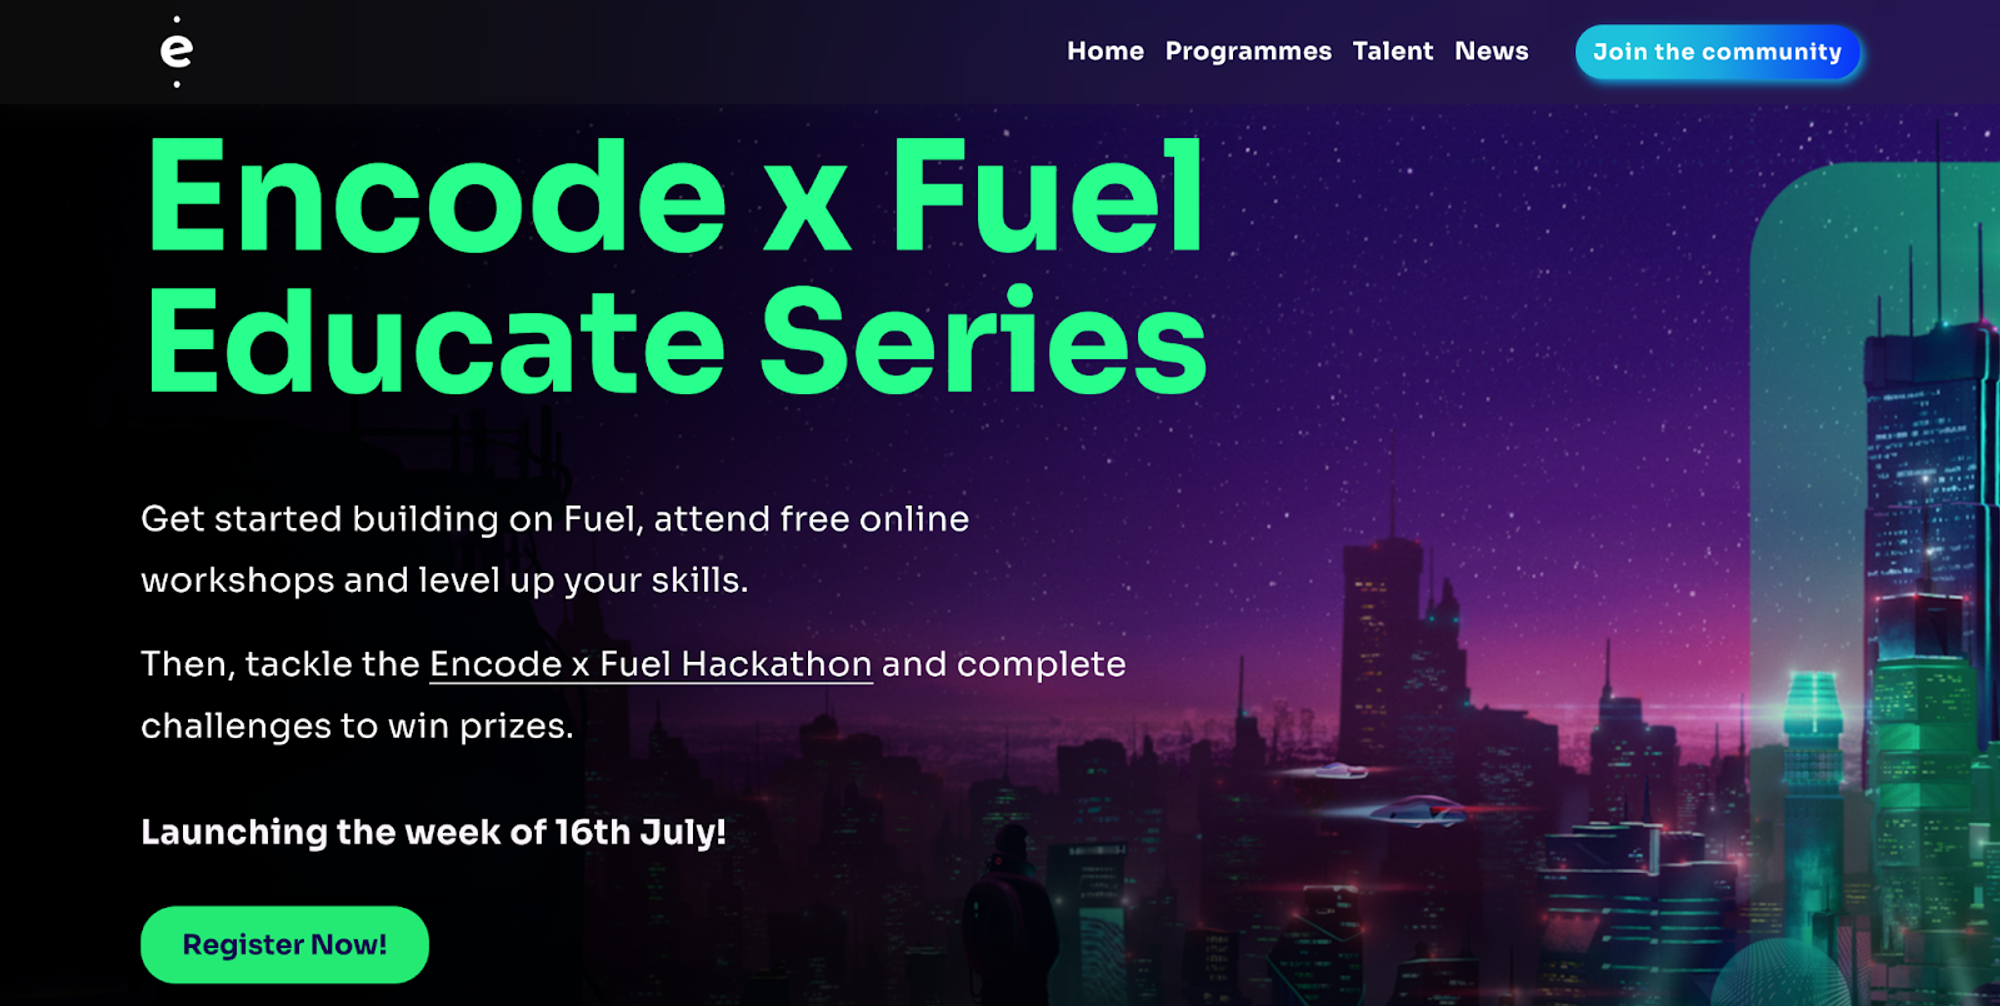 e
Home Programmes Talent News Join the community
Encode x Fuel
Educate Series
Get started building on Fuel, attend free online
workshops and level up your skills.
Then, tackle the Encode x Fuel Hackathon and complete
challenges to win prizes.
Launching the week of 16th July!
Register Now!